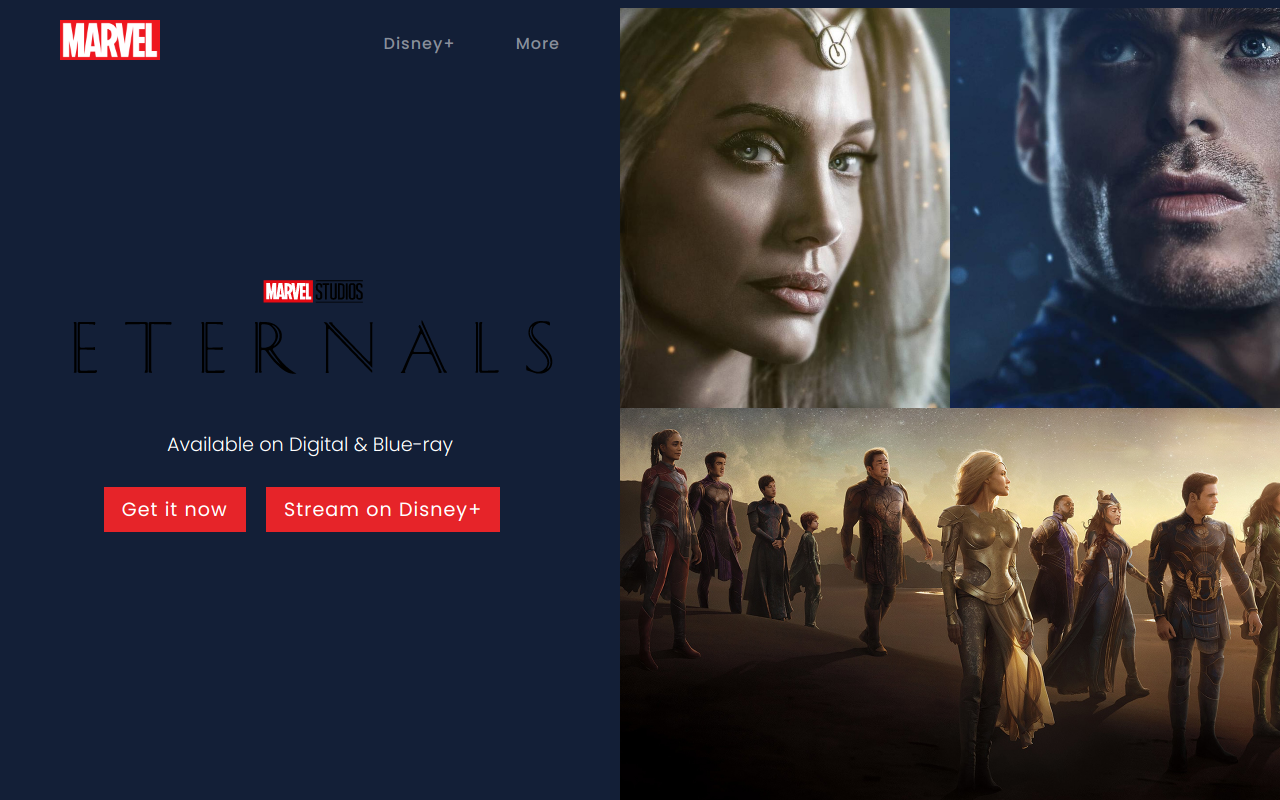 MARVEL
Disney+ More
MARVEL STUDIOS
ETERNALS
Available on Digital & Blue-ray
Get it now Stream on Disney+